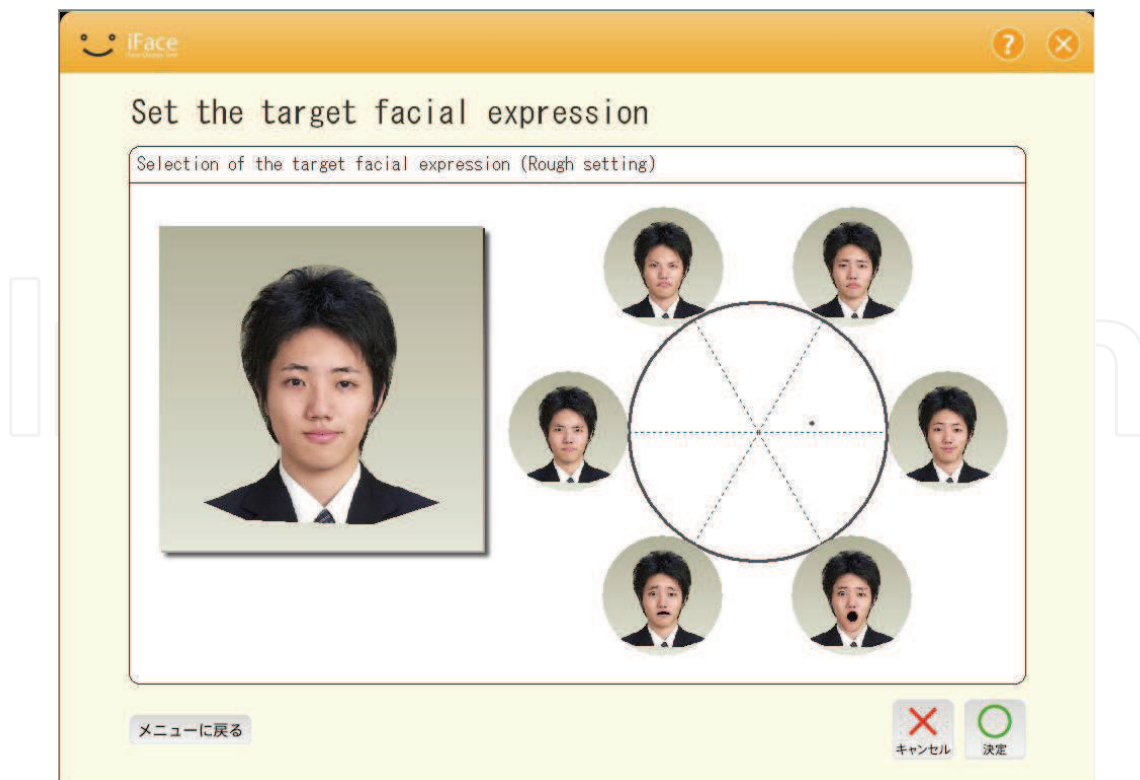 iFace
?
Set the target facial expression
Selection of the target facial expression (Rough setting)
メニューに戻る
キャンセル
決定